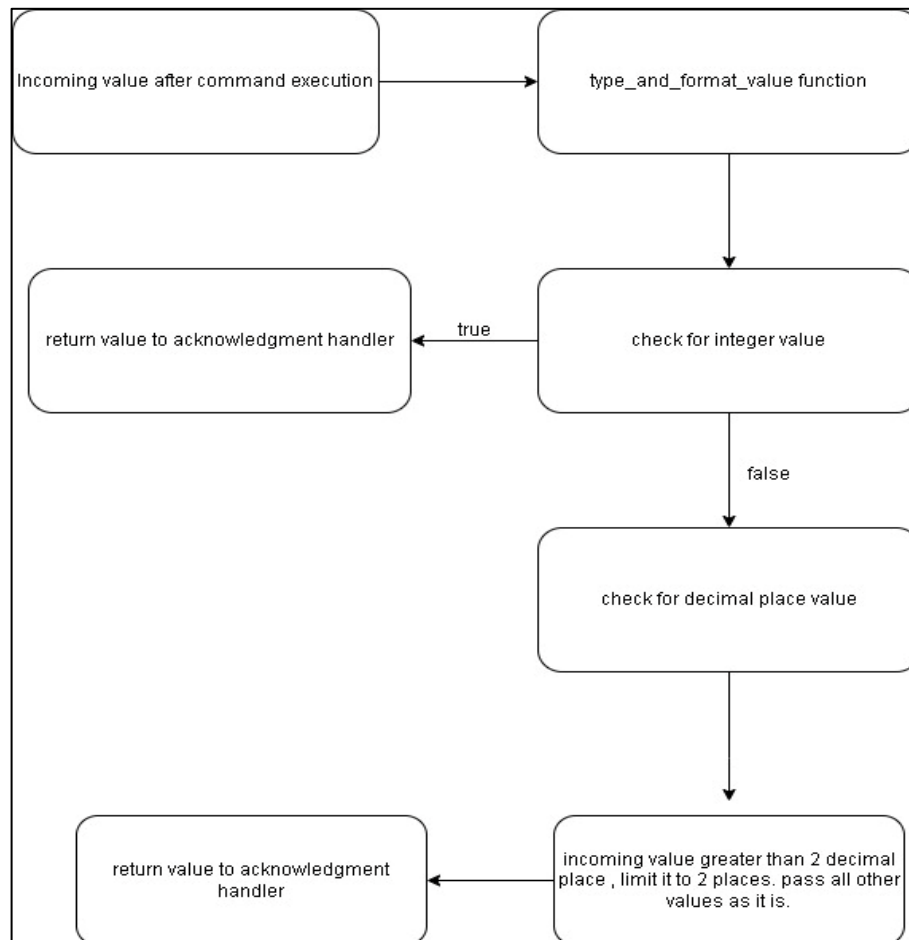 Incoming value after command execution
type_and_format_value function
return value to acknowledgment handler
true
check for integer value
false
check for decimal place value
return value to acknowledgment
handler
incoming value greater than 2 decimal
place , limit it to 2 places. pass all other
values as it is.